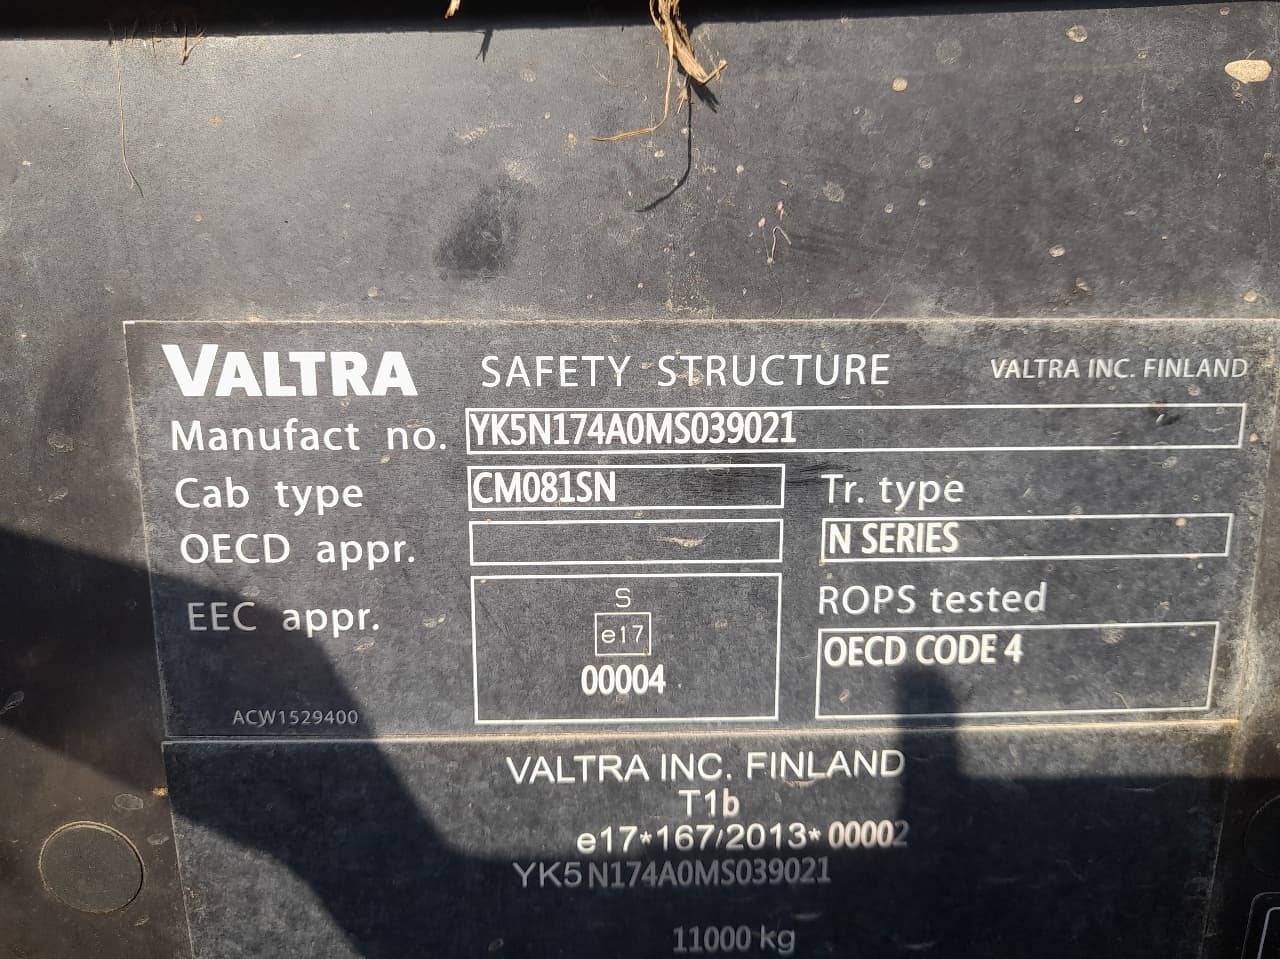 VALTRA SAFETY STRUCTURE VALTRA INC. FINLAND
Manufact no. YK5N174A0MS039021
Cab type CM081SN Tr. type
OECD appr. N SERIES
EEC appr. S ROPS tested
e17 OECD CODE 4
00004
ACW1529400
VALTRA INC. FINLAND
T1b
e17*167/2013*00002
YK5N174A0MS039021
11000 kg